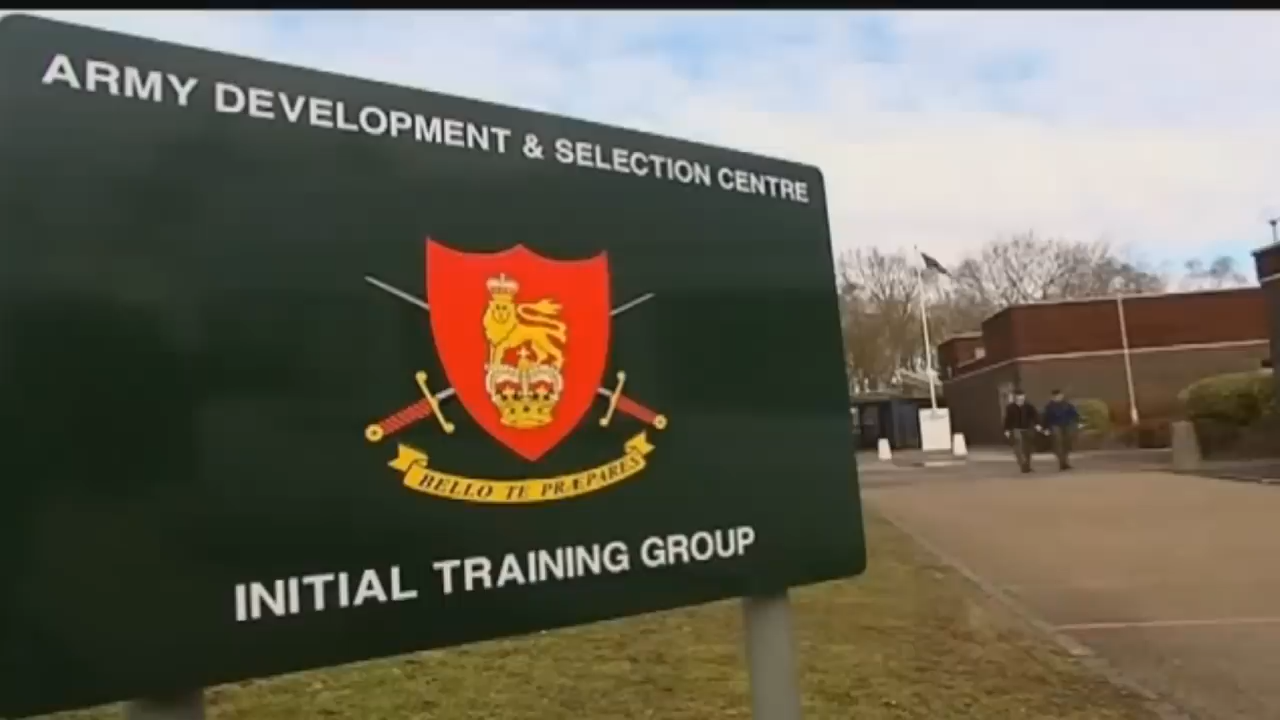 ARMY DEVELOPMENT & SELECTION CENTRE
BELLO TE PRÆPARES
INITIAL TRAINING GROUP